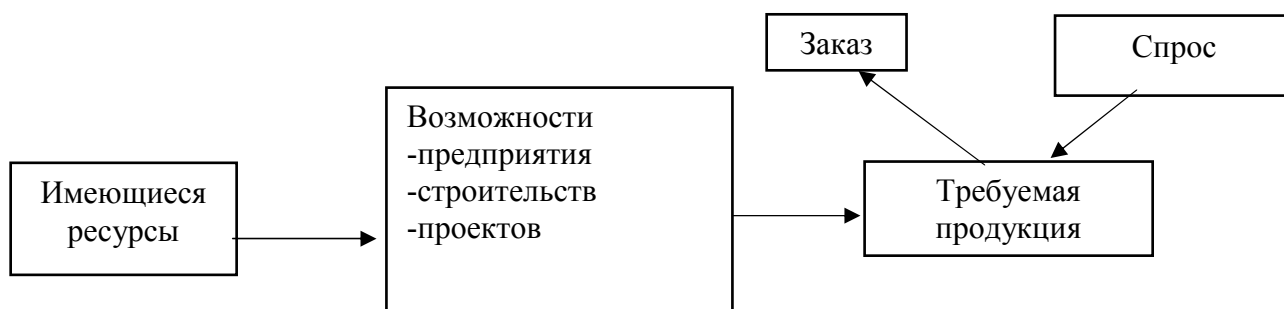 Заказ
Спрос
Возможности
-предприятия
-строительств
-проектов
Имеющиеся
ресурсы
Требуемая
продукция